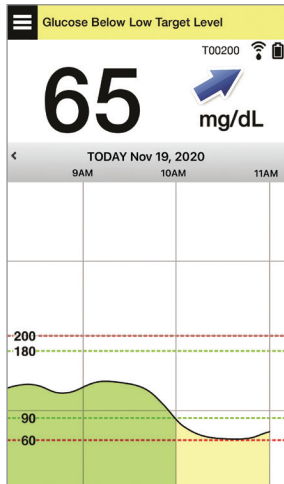 Glucose Below Low Target Level
T00200
65
mg/dL
< TODAY Nov 19, 2020
9AM 10AM 11AM
200
180
90
60